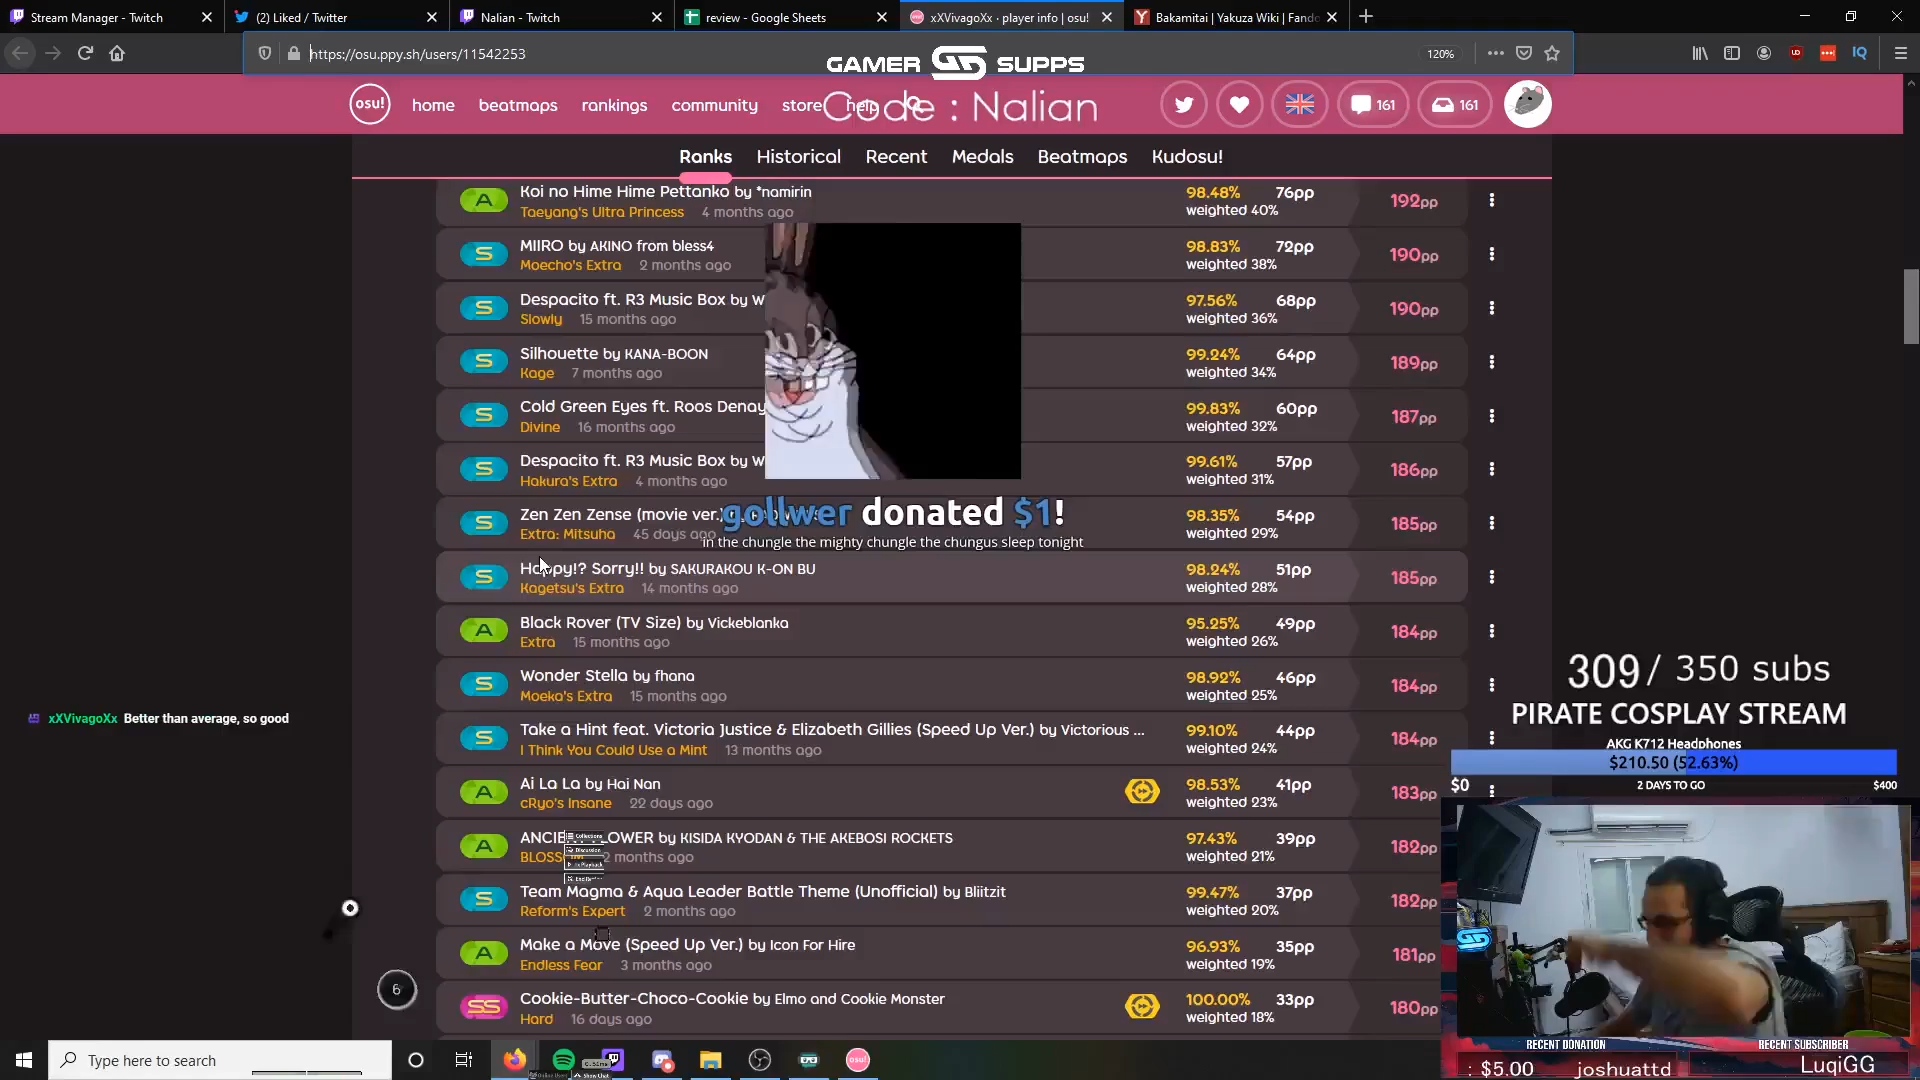 Stream Manager - Twitch
(2) Liked / Twitter
Nalian - Twitch
review - Google Sheets
xXVivagoXx · player info | osu!
Bakamitai | Yakuza Wiki | Fando
https://osu.ppy.sh/users/11542253
120%
GAMER SUPPS
Code : Nalian
osu!
home
beatmaps
rankings
community
store
help
161
161
Ranks
Historical
Recent
Medals
Beatmaps
Kudosu!
A
Koi no Hime Hime Pettanko by *namirin
98.48%
76pp
192pp
Taeyang's Ultra Princess
4 months ago
weighted 40%
S
MIIRO by AKINO from bless4
98.83%
72pp
190pp
Moecho's Extra
2 months ago
weighted 38%
S
Despacito ft. R3 Music Box by W
97.56%
68pp
190pp
Slowly
15 months ago
weighted 36%
S
Silhouette by KANA-BOON
99.24%
64pp
189pp
Kage
7 months ago
weighted 34%
S
Cold Green Eyes ft. Roos Denay
99.83%
60pp
187pp
Divine
16 months ago
weighted 32%
S
Despacito ft. R3 Music Box by W
99.61%
57pp
186pp
Hakura's Extra
4 months ago
weighted 31%
gollwer donated $1!
in the chungle the mighty chungle the chungus sleep tonight
S
Zen Zen Zense (movie ver.)
98.35%
54pp
185pp
Extra: Mitsuha
45 days ago
weighted 29%
S
Happy!? Sorry!! by SAKURAKOU K-ON BU
98.24%
51pp
185pp
Kagetsu's Extra
14 months ago
weighted 28%
A
Black Rover (TV Size) by Vickeblanka
95.25%
49pp
184pp
Extra
15 months ago
weighted 26%
S
Wonder Stella by fhana
98.92%
46pp
184pp
Moeka's Extra
15 months ago
weighted 25%
S
Take a Hint feat. Victoria Justice & Elizabeth Gillies (Speed Up Ver.) by Victorious ...
99.10%
44pp
184pp
I Think You Could Use a Mint
13 months ago
weighted 24%
A
Ai La La by Hai Nan
98.53%
41pp
183pp
cRyo's Insane
22 days ago
weighted 23%
A
ANCIE OWER by KISIDA KYODAN & THE AKEBOSI ROCKETS
97.43%
39pp
182pp
BLOSS
2 months ago
weighted 21%
Collections
Discussion
S
Team Magma & Aqua Leader Battle Theme (Unofficial) by Bliitzit
99.47%
37pp
182pp
Reform's Expert
2 months ago
weighted 20%
A
Make a Move (Speed Up Ver.) by Icon For Hire
96.93%
35pp
181pp
Endless Fear
3 months ago
weighted 19%
SS
Cookie-Butter-Choco-Cookie by Elmo and Cookie Monster
100.00%
33pp
180pp
Hard
16 days ago
weighted 18%
xXVivagoXx Better than average, so good
6
309/ 350 subs
PIRATE COSPLAY STREAM
AKG K712 Headphones
$210.50 (52.63%)
$0
2 DAYS TO GO
$400
RECENT DONATION
RECENT SUBSCRIBER
: $5.00
joshuattd
LuqiGG
Type here to search
Show Chat
osu!